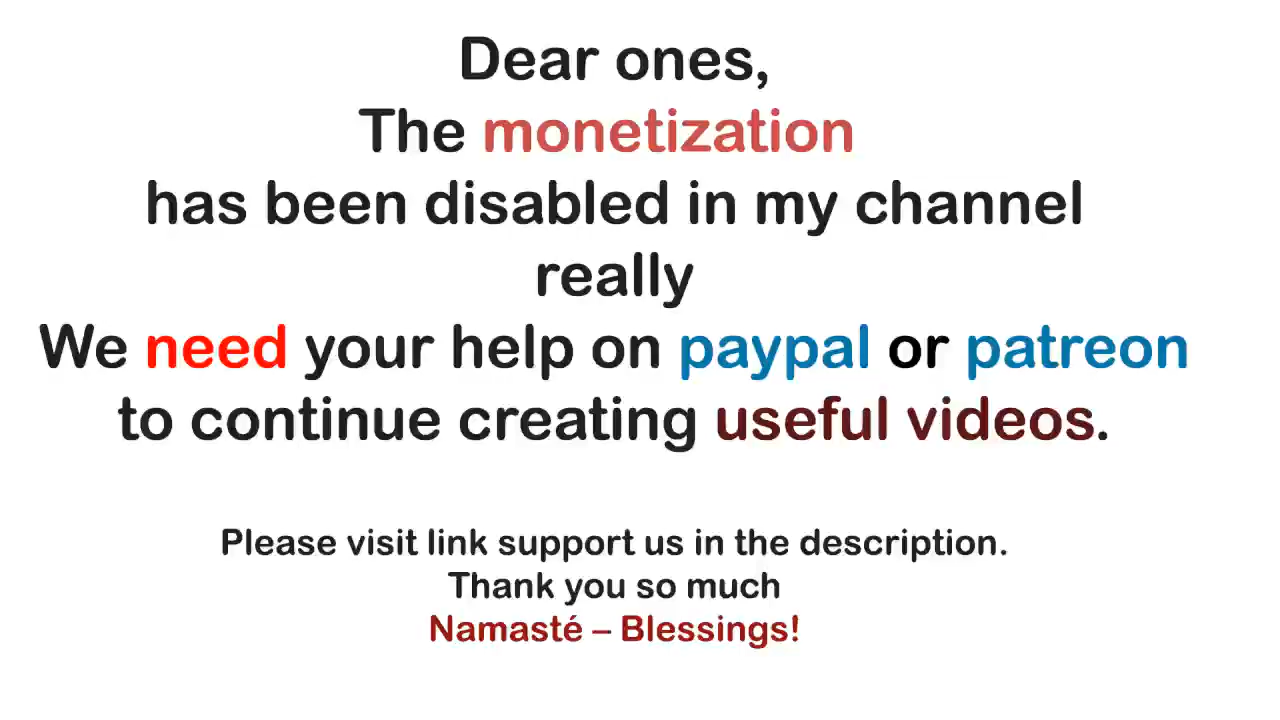 Dear ones,
The monetization
has been disabled in my channel
really
We need your help on paypal or patreon
to continue creating useful videos.
Please visit link support us in the description.
Thank you so much
Namasté – Blessings!